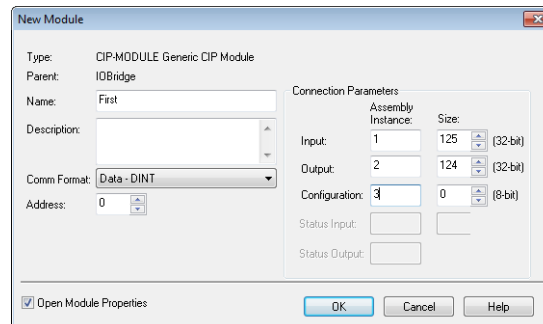 New Module
Type: CIP-MODULE Generic CIP Module
Parent: IOBridge
Name: First
Description:
Comm Format: Data - DINT
Address: 0
Connection Parameters
Assembly Instance: Size:
Input: 1 125 (32-bit)
Output: 2 124 (32-bit)
Configuration: 3 0 (8-bit)
Status Input:
Status Output:
Open Module Properties
OK Cancel Help